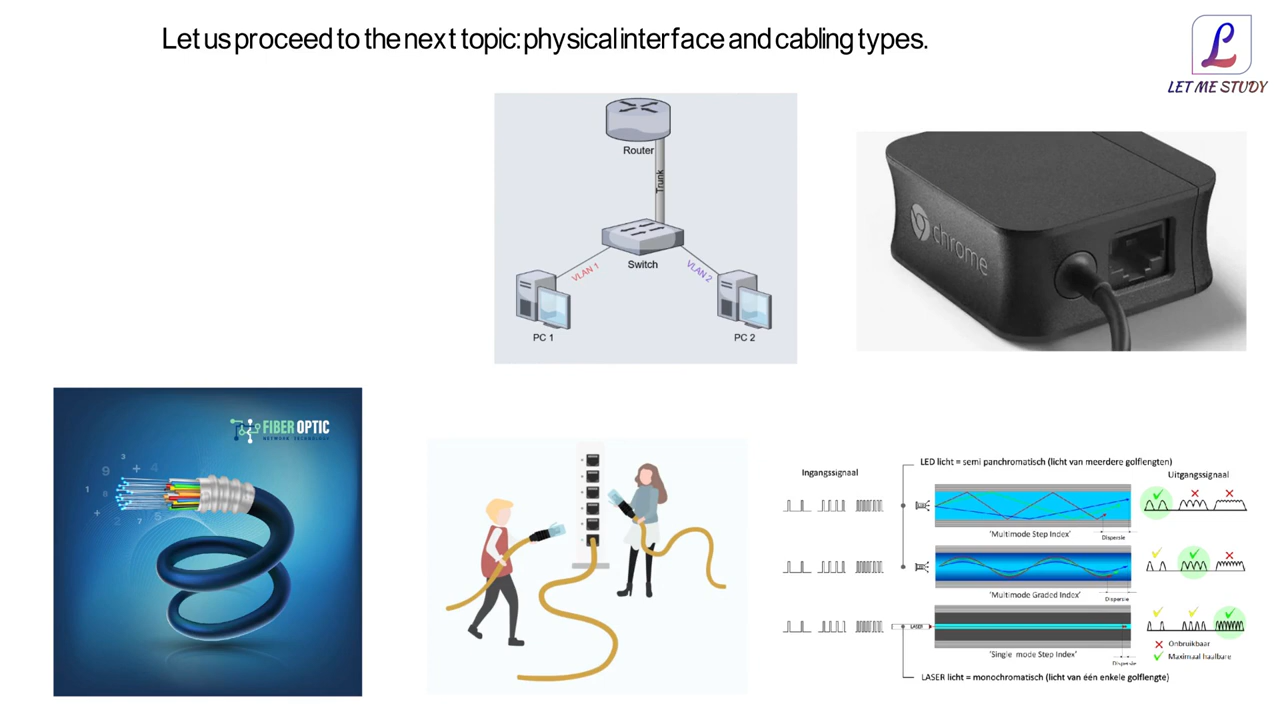 Let us proceed to the next topic: physical interface and cabling types.
LET ME STUDY
Router
Trunk
Switch
VLAN 1
VLAN 2
PC 1
PC 2
chrome
FIBER OPTIC
NETWORK TECHNOLOGY
LED licht = semi panchromatisch (licht van meerdere golflengten)
Ingangssignaal
Uitgangssignaal
'Multimode Step Index'
Dispersie
'Multimode Graded Index'
Dispersie
LASER
'Single mode Step Index'
Dispersie
Onbruikbaar
Maximaal haalbare
LASER licht = monochromatisch (licht van één enkele golflengte)